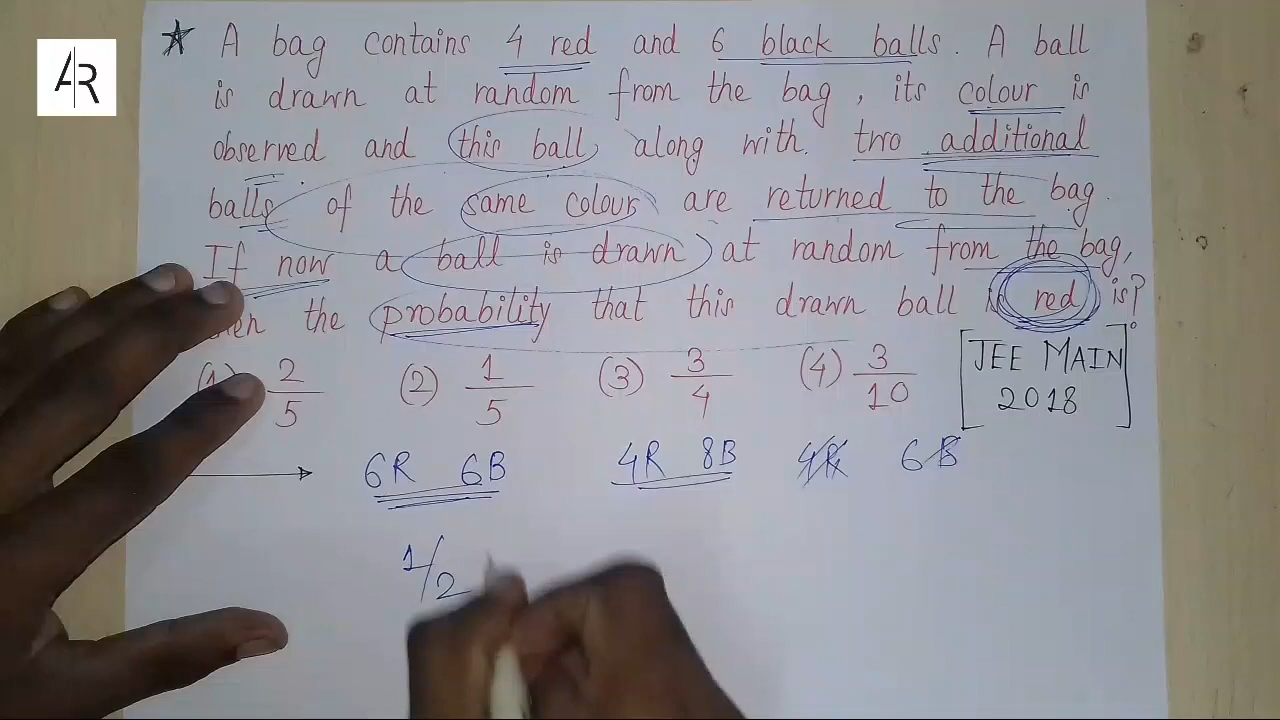 AR
A bag contains 4 red and 6 black balls. A ball
is drawn at random from the bag, its colour is
observed and this ball along with. two additional
balls of the same colour are returned to the bag.
If now a ball is drawn at random from the bag,
the probability that this drawn ball is red is?
2/5 (2) 1/5 (3) 3/4 (4) 3/10
[JEE MAIN
2018]
6R 6B 4R 8B 4R 6B
1/2